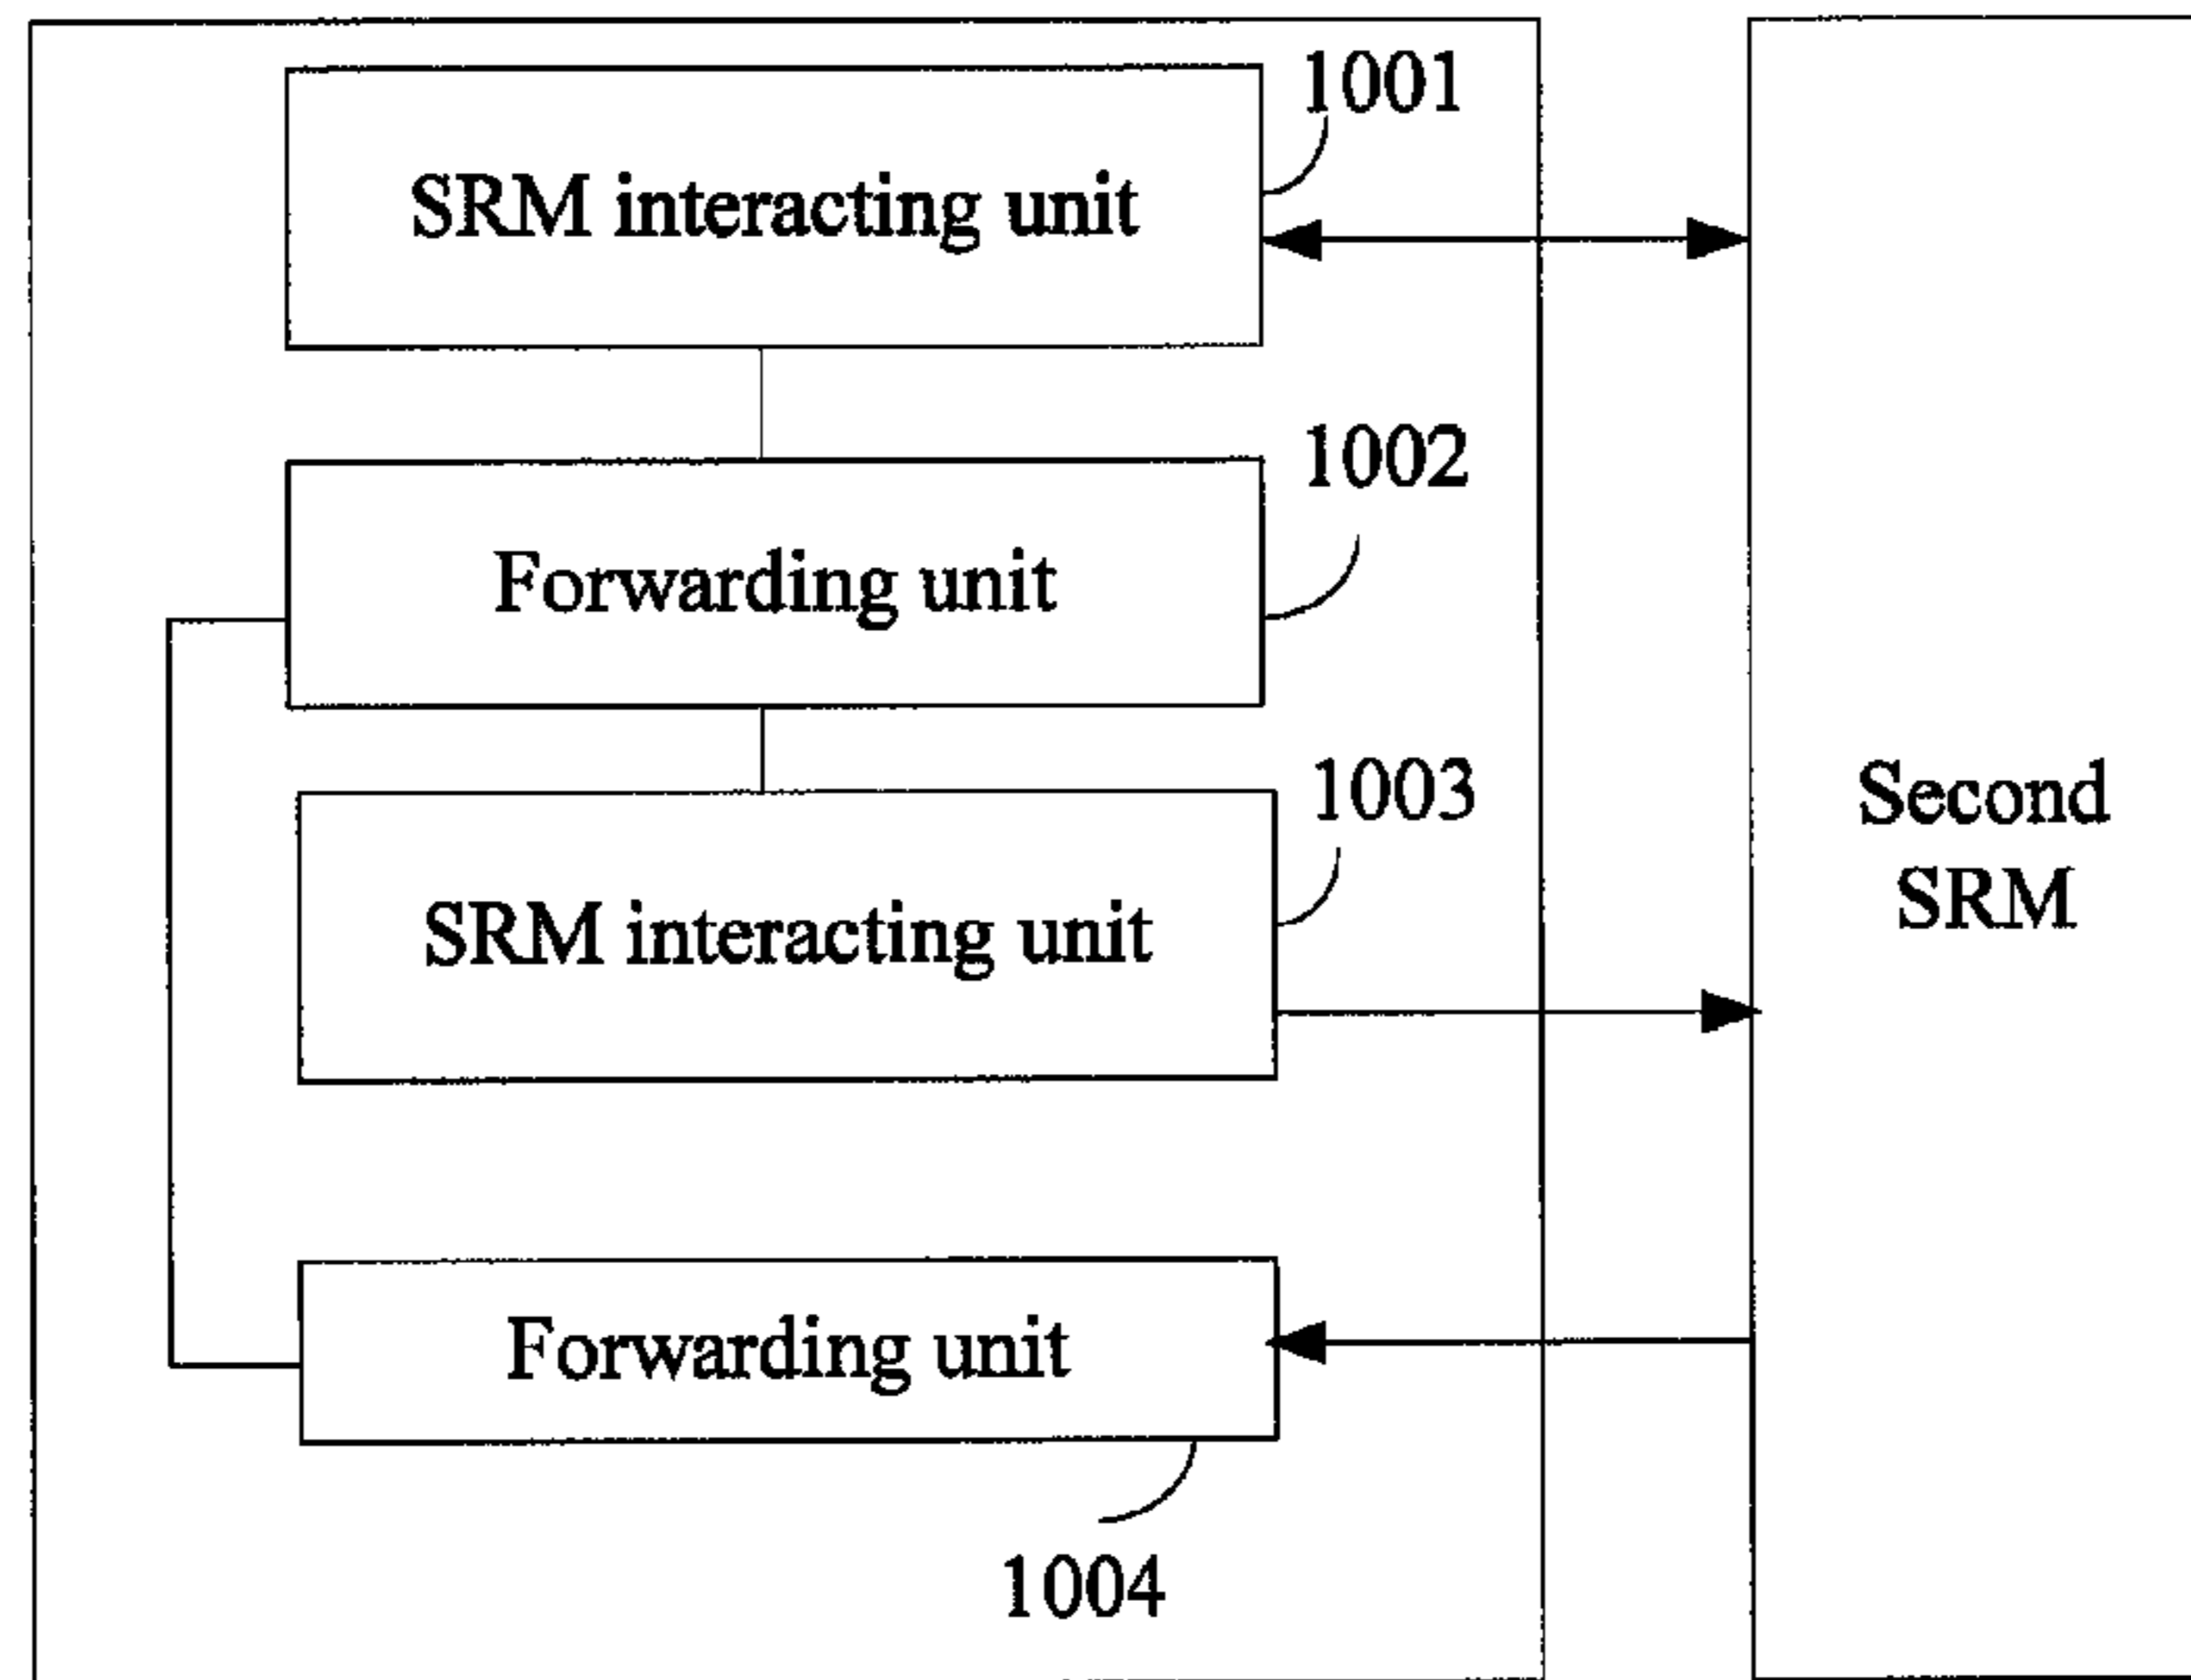 1001
SRM interacting unit
1002
Forwarding unit
1003
SRM interacting unit
Second
SRM
Forwarding unit
1004